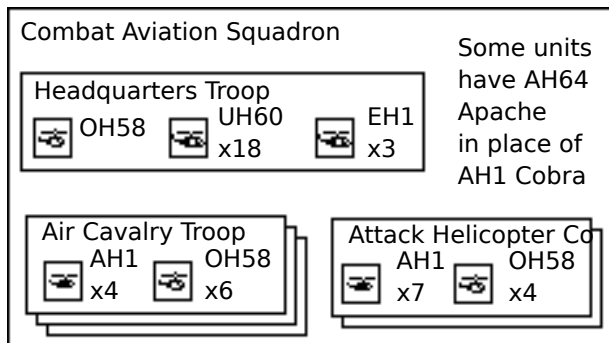 Combat Aviation Squadron
Some units
have AH64
Apache
in place of
AH1 Cobra
Headquarters Troop
OH58
UH60
x18
EH1
x3
Air Cavalry Troop
AH1
x4
OH58
x6
Attack Helicopter Co
AH1
x7
OH58
x4